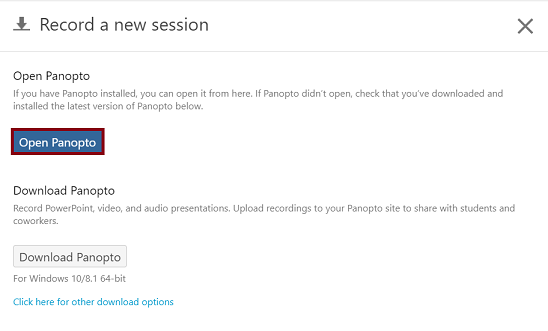 Record a new session
Open Panopto
If you have Panopto installed, you can open it from here. If Panopto didn't open, check that you've downloaded and
installed the latest version of Panopto below.
Open Panopto
Download Panopto
Record PowerPoint, video, and audio presentations. Upload recordings to your Panopto site to share with students and
coworkers.
Download Panopto
For Windows 10/8.1 64-bit
Click here for other download options